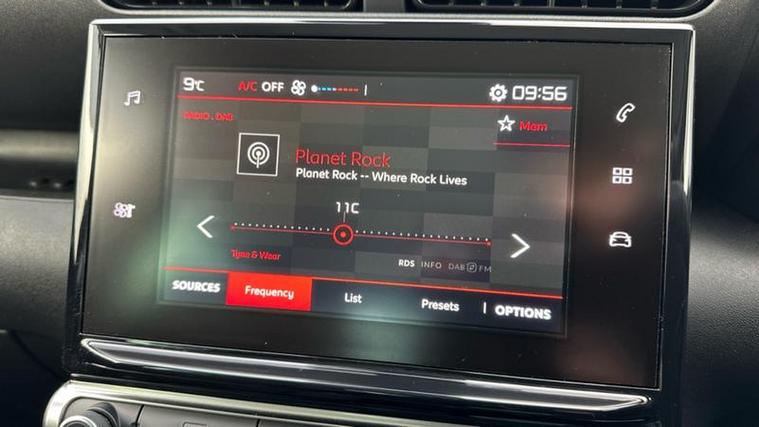 9°C A/C OFF 09:56
RADIO . DAB
Mem
Planet Rock
Planet Rock -- Where Rock Lives
11C
Tyne & Wear
RDS INFO DAB FM
SOURCES Frequency List Presets OPTIONS